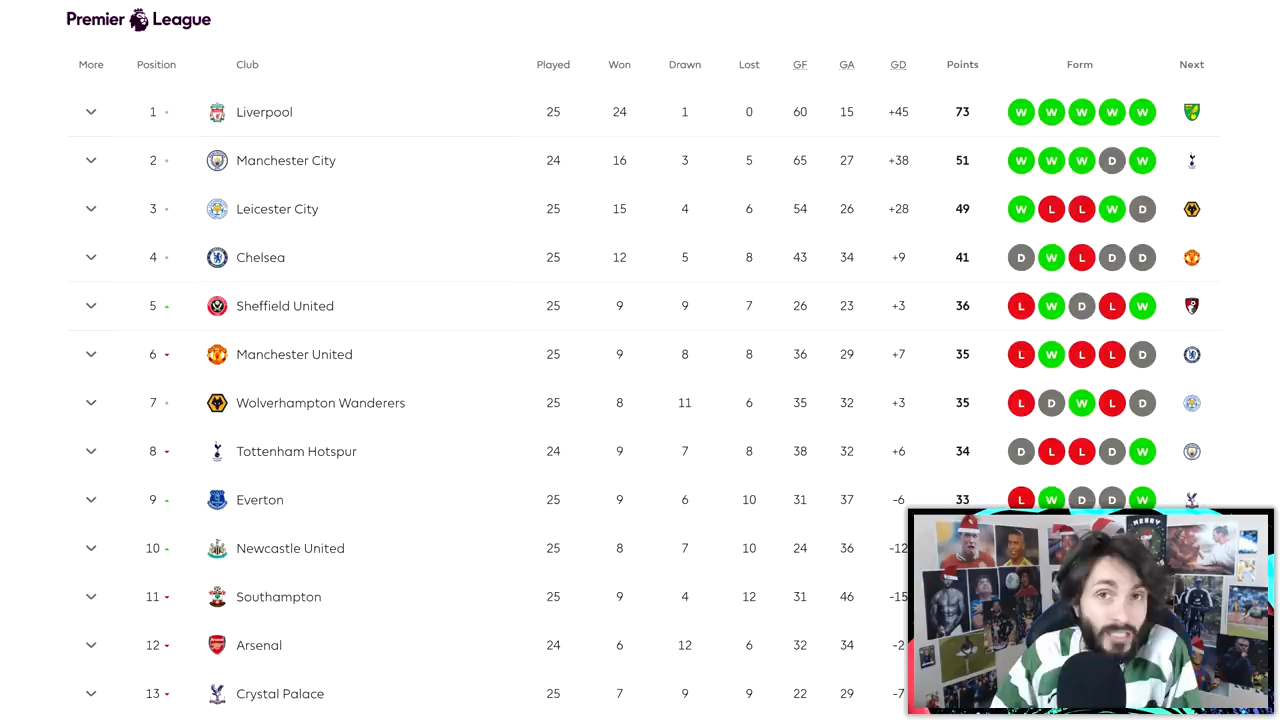 Premier League
More Position Club Played Won Drawn Lost GF GA GD Points Form Next
1 Liverpool 25 24 1 0 60 15 +45 73 W W W W W
2 Manchester City 24 16 3 5 65 27 +38 51 W W W D W
3 Leicester City 25 15 4 6 54 26 +28 49 W L L W D
4 Chelsea 25 12 5 8 43 34 +9 41 D W L D D
5 Sheffield United 25 9 9 7 26 23 +3 36 L W D L W
6 Manchester United 25 9 8 8 36 29 +7 35 L W L L D
7 Wolverhampton Wanderers 25 8 11 6 35 32 +3 35 L D W L D
8 Tottenham Hotspur 24 9 7 8 38 32 +6 34 D L L D W
9 Everton 25 9 6 10 31 37 -6 33 L W D D W
10 Newcastle United 25 8 7 10 24 36 -12
11 Southampton 25 9 4 12 31 46 -15
12 Arsenal 24 6 12 6 32 34 -2
13 Crystal Palace 25 7 9 9 22 29 -7
MERRY